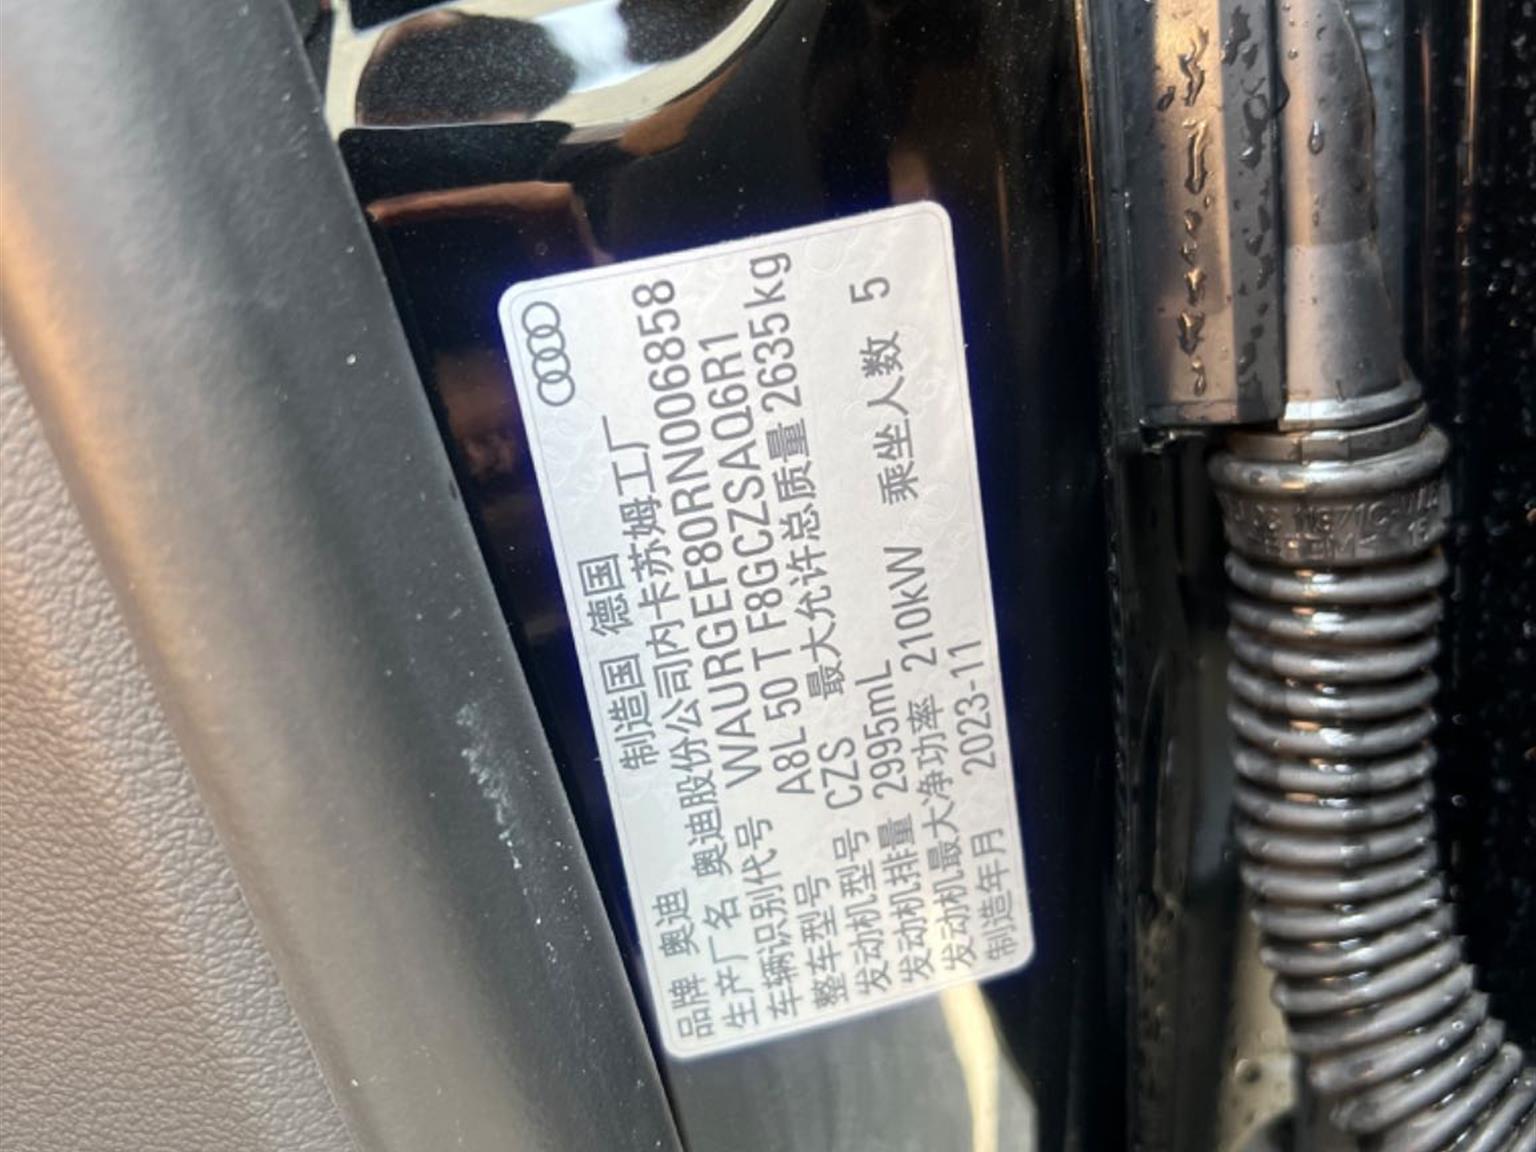 品牌 奥迪 制造国 德国
生产厂名 奥迪股份公司内卡苏姆工厂
车辆识别代号 WAURGEF80RN006858
整车型号 A8L 50 T F8GCZSAQ6R1
发动机型号 CZS 最大允许总质量 2635kg
发动机排量 2995mL
发动机最大净功率 210kW 乘坐人数 5
制造年月 2023-11